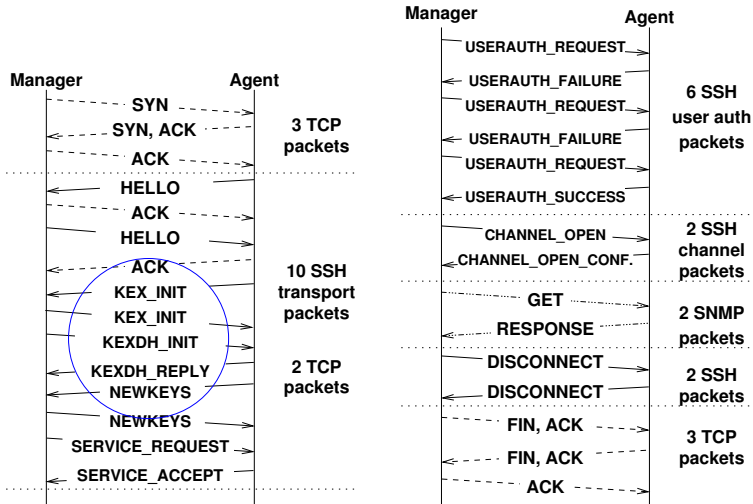 Manager
Agent
SYN
SYN, ACK
ACK
3 TCP
packets
HELLO
ACK
HELLO
ACK
KEX_INIT
KEX_INIT
KEXDH_INIT
KEXDH_REPLY
NEWKEYS
NEWKEYS
SERVICE_REQUEST
SERVICE_ACCEPT
10 SSH
transport
packets
2 TCP
packets
Manager
Agent
USERAUTH_REQUEST
USERAUTH_FAILURE
USERAUTH_REQUEST
USERAUTH_FAILURE
USERAUTH_REQUEST
USERAUTH_SUCCESS
6 SSH
user auth
packets
CHANNEL_OPEN
CHANNEL_OPEN_CONF.
2 SSH
channel
packets
GET
RESPONSE
2 SNMP
packets
DISCONNECT
DISCONNECT
2 SSH
packets
FIN, ACK
FIN, ACK
ACK
3 TCP
packets